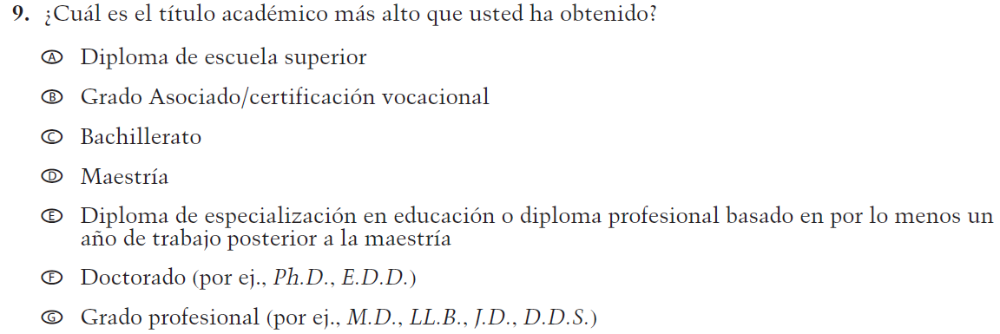 9. ¿Cuál es el título académico más alto que usted ha obtenido?
A Diploma de escuela superior
B Grado Asociado/certificación vocacional
C Bachillerato
D Maestría
E Diploma de especialización en educación o diploma profesional basado en por lo menos un
año de trabajo posterior a la maestría
F Doctorado (por ej., Ph.D., E.D.D.)
G Grado profesional (por ej., M.D., LL.B., J.D., D.D.S.)